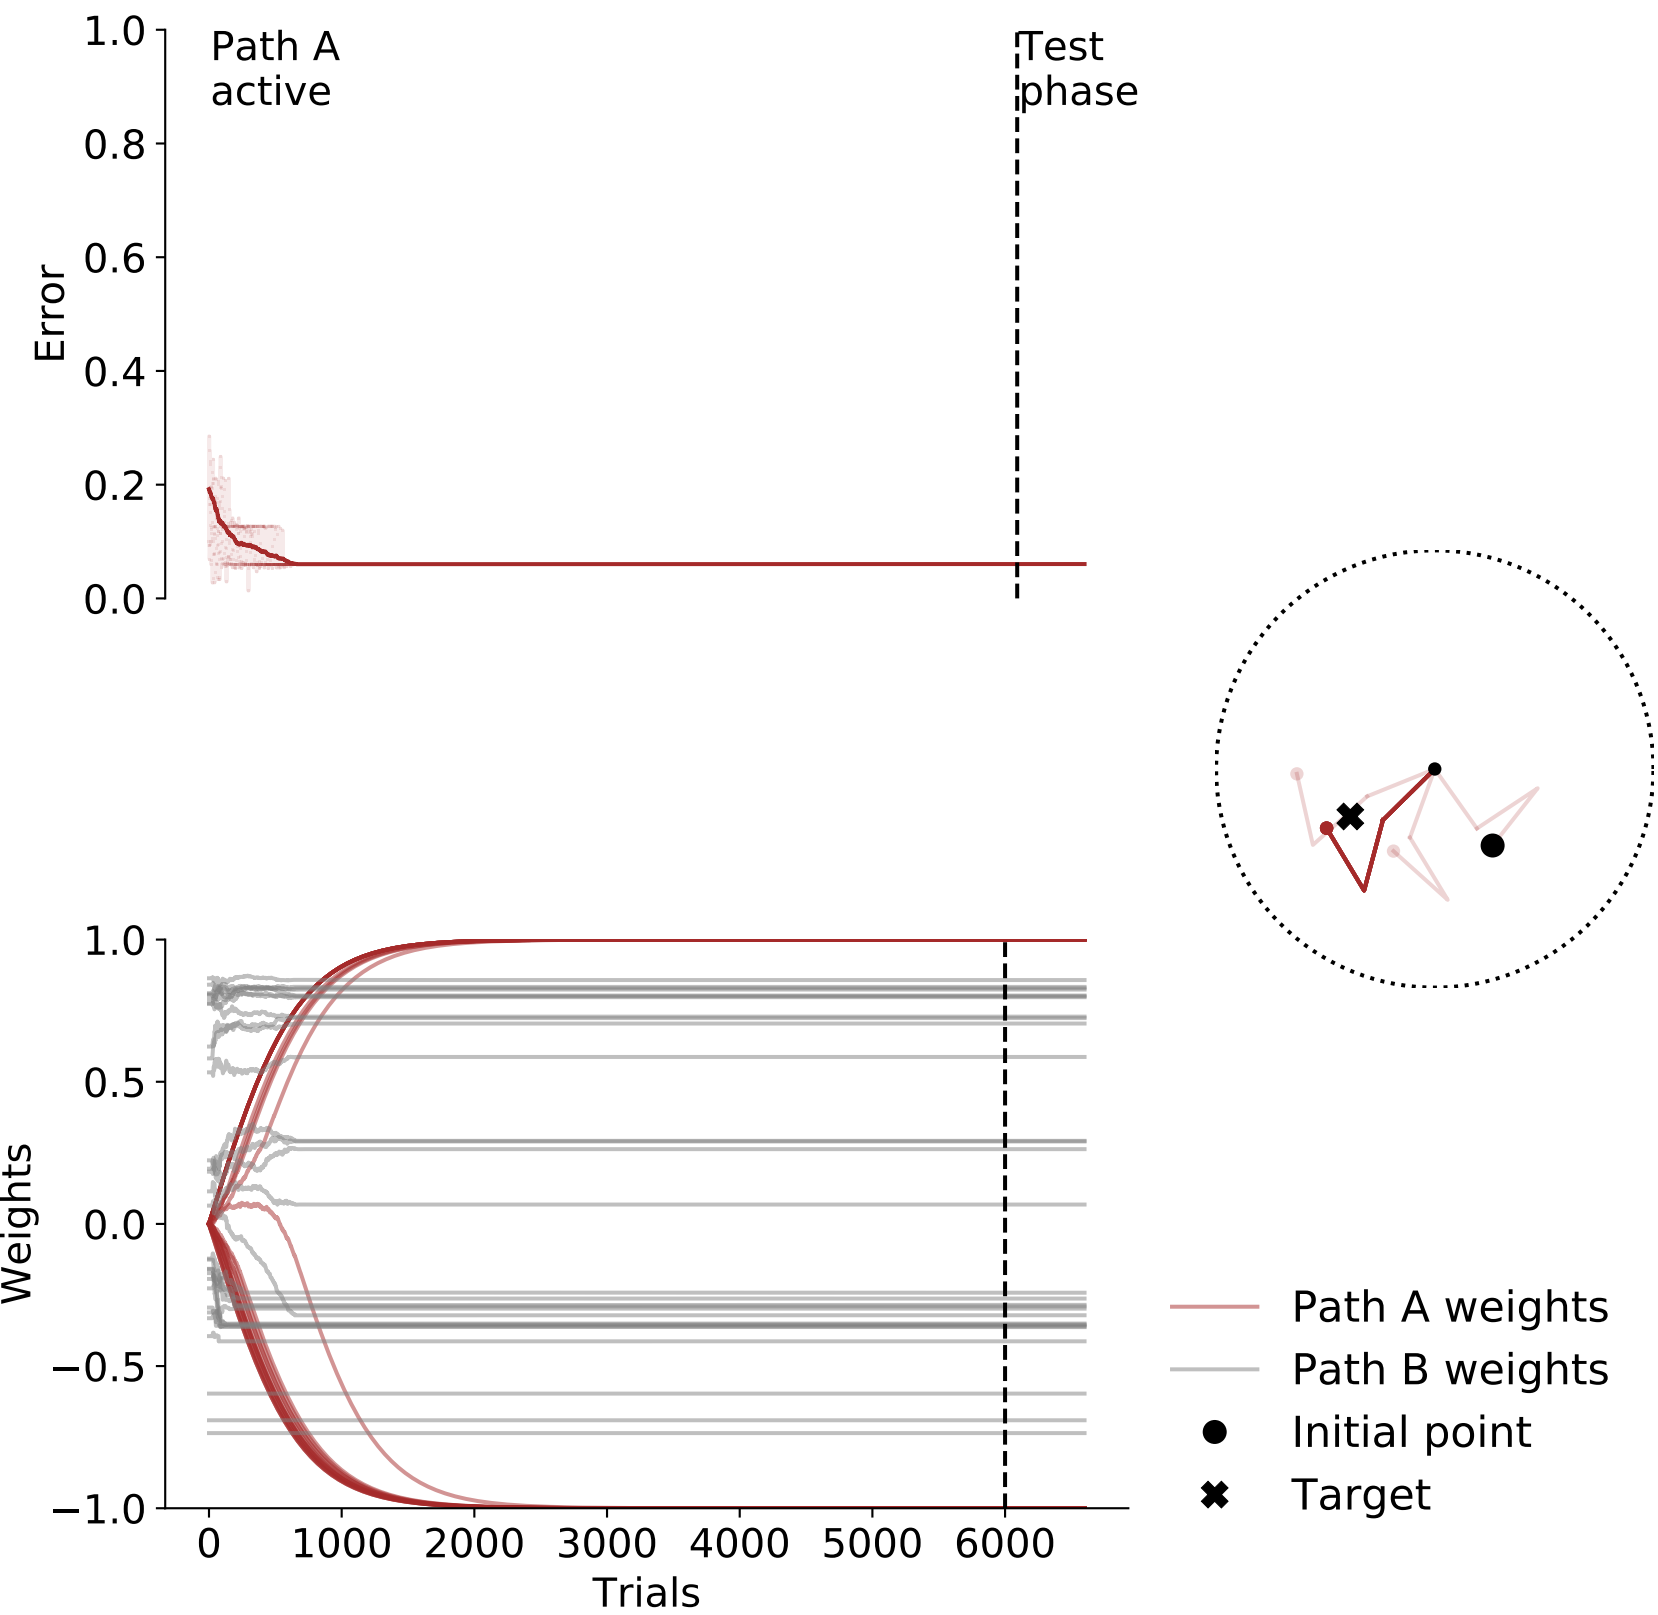 1.0
0.8
0.6
0.4
0.2
0.0
Error
Path A
active
Test
phase
1.0
0.5
0.0
−0.5
−1.0
Weights
0 1000 2000 3000 4000 5000 6000
Trials
Path A weights
Path B weights
Initial point
Target